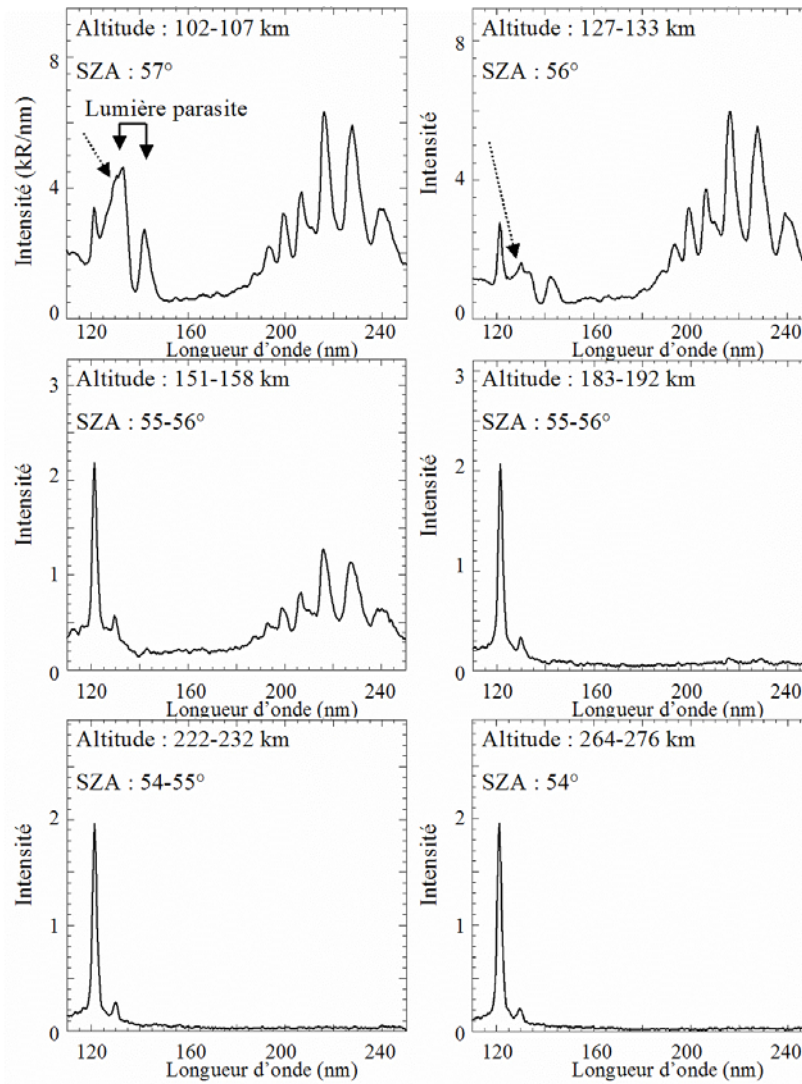 Altitude : 102-107 km
SZA : 57°
Lumière parasite
Intensité (kR/nm)
8
4
0
120 160 200 240
Longueur d'onde (nm)
Altitude : 127-133km
SZA : 56°
Intensité
8
4
0
120 160 200 240
Longueur d'onde (nm)
Altitude : 151-158 km
SZA : 55-56°
Intensité
3
2
1
0
120 160 200 240
Longueur d'onde (nm)
Altitude : 183-192 km
SZA : 55-56°
Intensité
3
2
1
0
120 160 200 240
Longueur d'onde (nm)
Altitude : 222-232 km
SZA : 54-55°
Intensité
2
1
0
120 160 200 240
Longueur d'onde (nm)
Altitude : 264-276 km
SZA : 54°
Intensité
2
1
0
120 160 200 240
Longueur d'onde (nm)